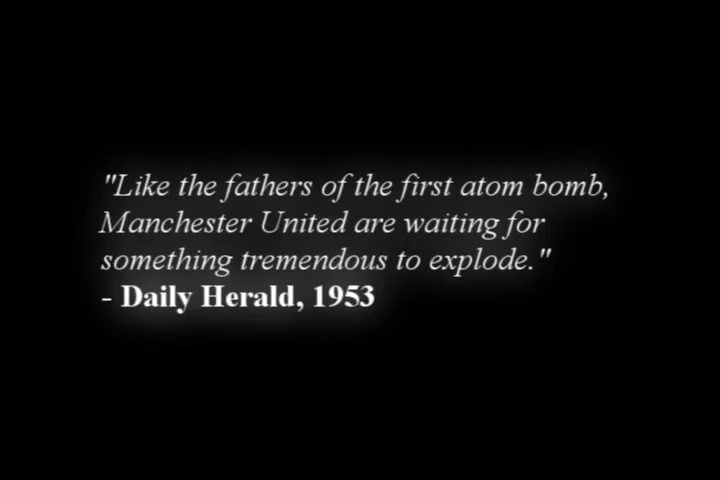 "Like the fathers of the first atom bomb,
Manchester United are waiting for
something tremendous to explode."
- Daily Herald, 1953